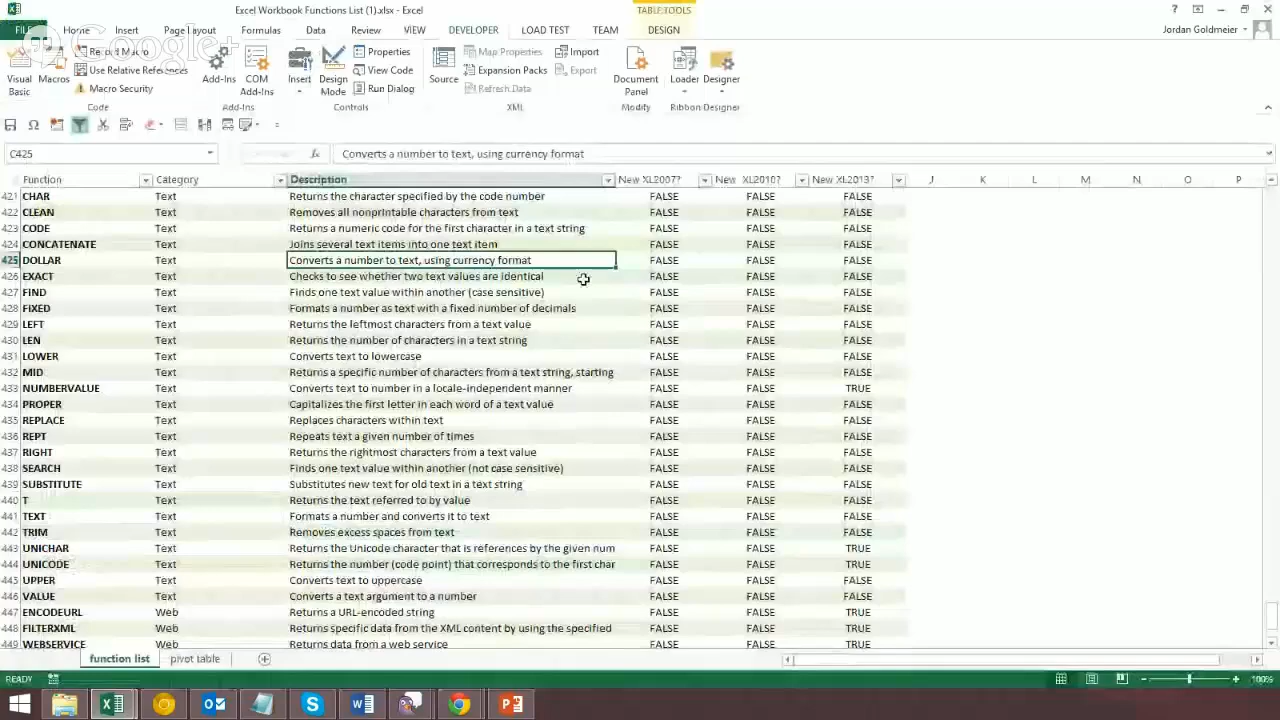 Excel Workbook Functions List (1).xlsx - Excel
TABLE TOOLS
FILE Home Insert Page Layout Formulas Data Review VIEW DEVELOPER LOAD TEST TEAM DESIGN
Jordan Goldmeier
Google+
Record Macro
Use Relative References
Macro Security
Visual Basic
Macros
Code
Add-Ins
COM Add-Ins
Add-Ins
Insert
Design Mode
Properties
View Code
Run Dialog
Controls
Source
Map Properties
Expansion Packs
Refresh Data
Import
Export
XML
Document Panel
Modify
Loader
Designer
Ribbon Designer
C425 fx Converts a number to text, using currency format
Function Category Description New XL2007? New XL2010? New XL2013? J K L M N O P
421 CHAR Text Returns the character specified by the code number FALSE FALSE FALSE
422 CLEAN Text Removes all nonprintable characters from text FALSE FALSE FALSE
423 CODE Text Returns a numeric code for the first character in a text string FALSE FALSE FALSE
424 CONCATENATE Text Joins several text items into one text item FALSE FALSE FALSE
425 DOLLAR Text Converts a number to text, using currency format FALSE FALSE FALSE
426 EXACT Text Checks to see whether two text values are identical FALSE FALSE FALSE
427 FIND Text Finds one text value within another (case sensitive) FALSE FALSE FALSE
428 FIXED Text Formats a number as text with a fixed number of decimals FALSE FALSE FALSE
429 LEFT Text Returns the leftmost characters from a text value FALSE FALSE FALSE
430 LEN Text Returns the number of characters in a text string FALSE FALSE FALSE
431 LOWER Text Converts text to lowercase FALSE FALSE FALSE
432 MID Text Returns a specific number of characters from a text string, starting FALSE FALSE FALSE
433 NUMBERVALUE Text Converts text to number in a locale-independent manner FALSE FALSE TRUE
434 PROPER Text Capitalizes the first letter in each word of a text value FALSE FALSE FALSE
435 REPLACE Text Replaces characters within text FALSE FALSE FALSE
436 REPT Text Repeats text a given number of times FALSE FALSE FALSE
437 RIGHT Text Returns the rightmost characters from a text value FALSE FALSE FALSE
438 SEARCH Text Finds one text value within another (not case sensitive) FALSE FALSE FALSE
439 SUBSTITUTE Text Substitutes new text for old text in a text string FALSE FALSE FALSE
440 T Text Returns the text referred to by value FALSE FALSE FALSE
441 TEXT Text Formats a number and converts it to text FALSE FALSE FALSE
442 TRIM Text Removes excess spaces from text FALSE FALSE FALSE
443 UNICHAR Text Returns the Unicode character that is references by the given num FALSE FALSE TRUE
444 UNICODE Text Returns the number (code point) that corresponds to the first char FALSE FALSE TRUE
445 UPPER Text Converts text to uppercase FALSE FALSE FALSE
446 VALUE Text Converts a text argument to a number FALSE FALSE FALSE
447 ENCODEURL Web Returns a URL-encoded string FALSE FALSE TRUE
448 FILTERXML Web Returns specific data from the XML content by using the specified FALSE FALSE TRUE
449 WEBSERVICE Web Returns data from a web service FALSE FALSE TRUE
function list pivot table
READY 100%